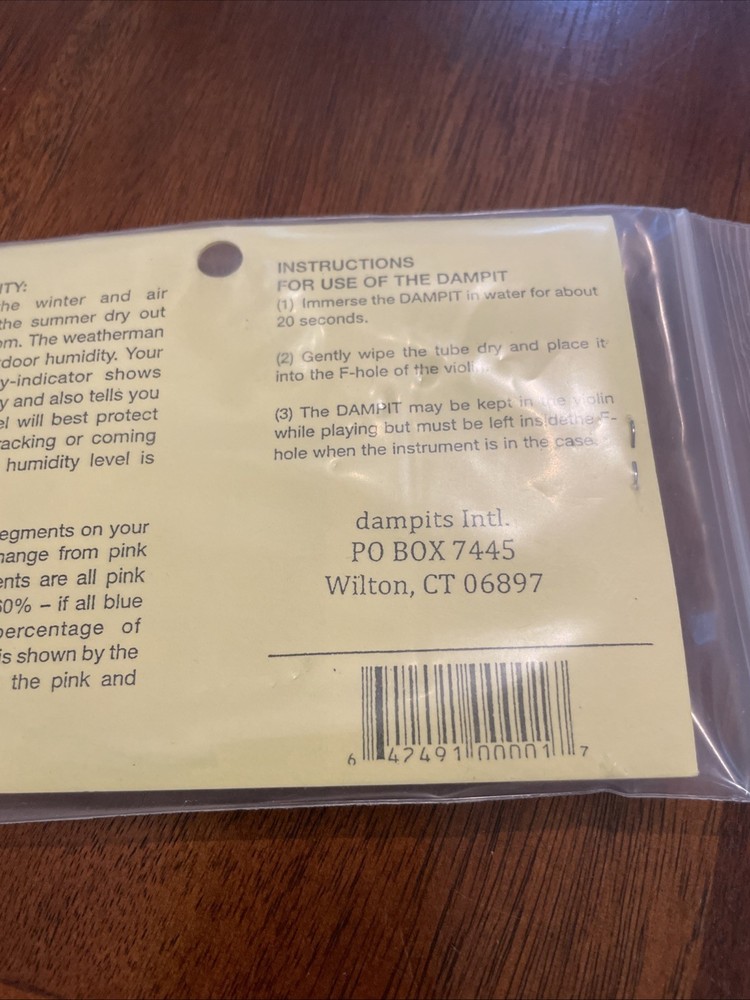 ITY:
he winter and air
the summer dry out
om. The weatherman
door humidity. Your
y-indicator shows
y and also tells you
el will best protect
racking or coming
humidity level is
egments on your
hange from pink
ents are all pink
60% – if all blue
percentage of
is shown by the
the pink and
INSTRUCTIONS
FOR USE OF THE DAMPIT
(1) Immerse the DAMPIT in water for about
20 seconds.
(2) Gently wipe the tube dry and place it
into the F-hole of the violin.
(3) The DAMPIT may be kept in the violin
while playing but must be left insidethe F-
hole when the instrument is in the case.
dampits Intl.
PO BOX 7445
Wilton, CT 06897
6 47491 00001 7